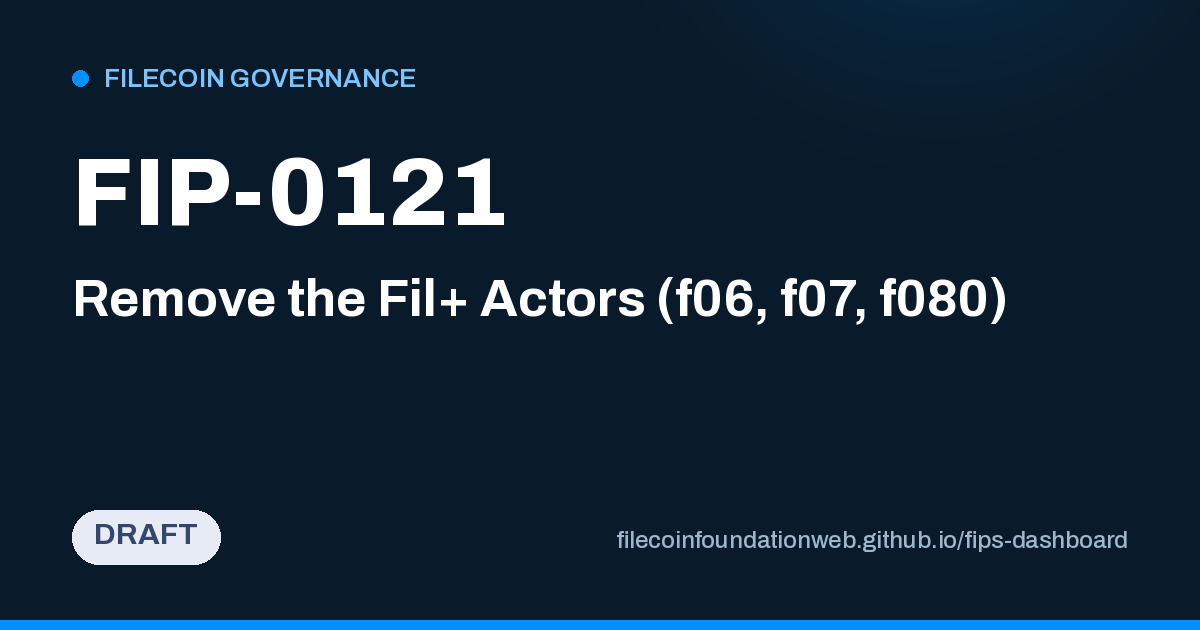 FILECOIN GOVERNANCE
FIP-0121
Remove the Fil+ Actors (f06, f07, f080)
DRAFT
filecoinfoundationweb.github.io/fips-dashboard